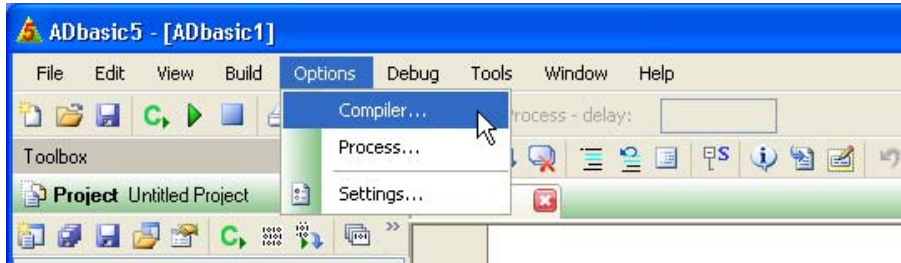 ADbasic5 - [ADbasic1]
File Edit View Build Options Debug Tools Window Help
Compiler...
rocess - delay:
Process...
Toolbox
Settings...
Project Untitled Project